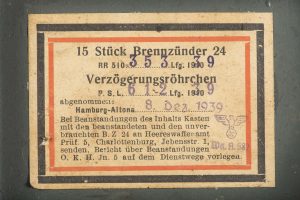 15 Stück Brennzünder 24
RR 510 353 Lfg. 1939
Verzögerungsröhrchen
P. S. L. 61-2 Lfg. 1939
abgenommen: 8. Dez. 1939
Hamburg-Altona
Bei Beanstandungen des Inhalts Kasten
mit den beanstandeten und den unver-
brauchten B. Z 24 an Heereswaffenamt
Prüf 5, Charlottenburg, Jebensstr. 1,
senden. Bericht über Beanstandungen
O. K. H. Jn. 5 auf dem Dienstwege vorlegen.